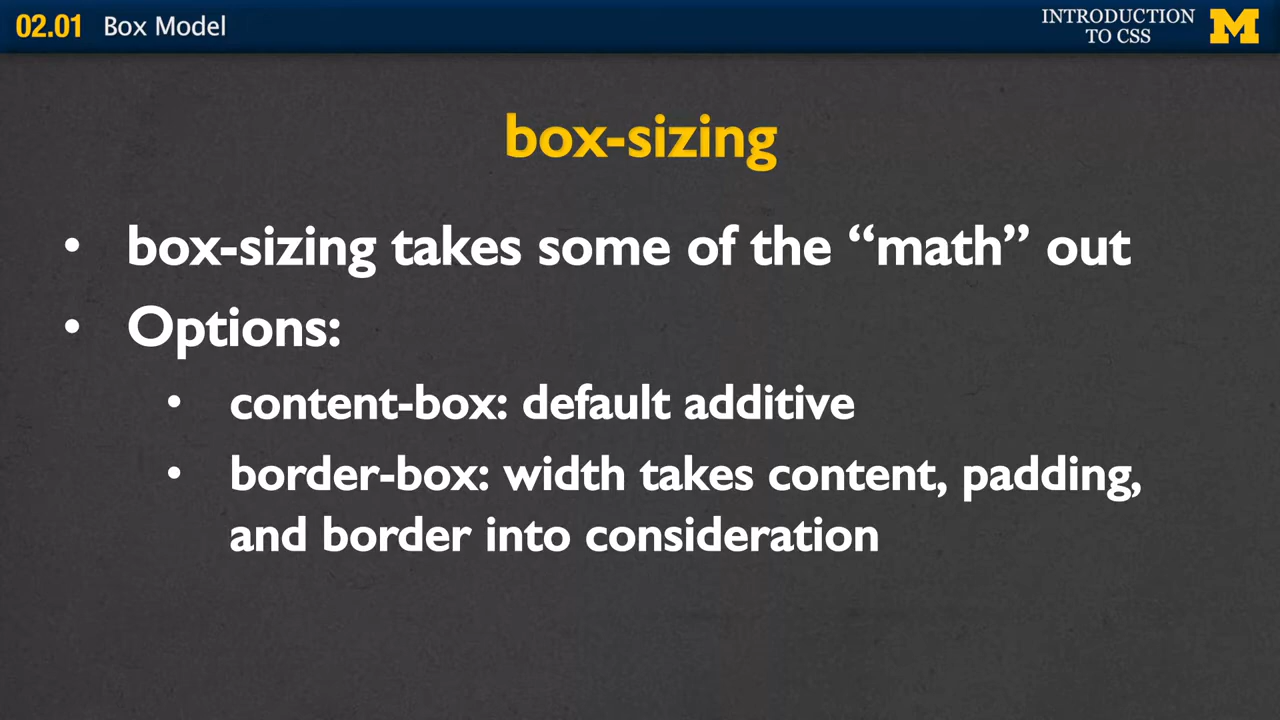 02.01 Box Model
INTRODUCTION
TO CSS
M
box-sizing
• box-sizing takes some of the “math” out
• Options:
• content-box: default additive
• border-box: width takes content, padding,
and border into consideration